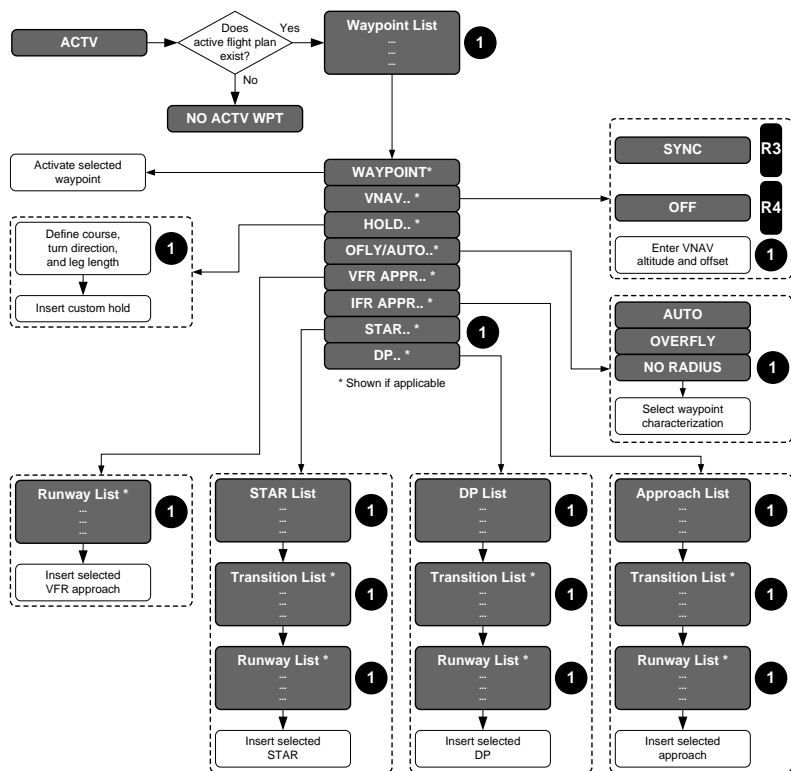 ACTV
Does
active flight plan
exist?
Yes
No
NO ACTV WPT
Waypoint List
...
...
...
1
WAYPOINT*
VNAV.. *
HOLD.. *
OFLY/AUTO..*
VFR APPR.. *
IFR APPR.. *
STAR.. *
DP.. *
1
* Shown if applicable
Activate selected
waypoint
Define course,
turn direction,
and leg length
1
Insert custom hold
SYNC
R3
OFF
R4
Enter VNAV
altitude and offset
1
AUTO
OVERFLY
NO RADIUS
1
Select waypoint
characterization
Runway List *
...
...
...
1
Insert selected
VFR approach
STAR List
...
...
...
1
Transition List *
...
...
...
1
Runway List *
...
...
...
1
Insert selected
STAR
DP List
...
...
...
1
Transition List *
...
...
...
1
Runway List *
...
...
...
1
Insert selected
DP
Approach List
...
...
...
1
Transition List *
...
...
...
1
Runway List *
...
...
...
1
Insert selected
approach